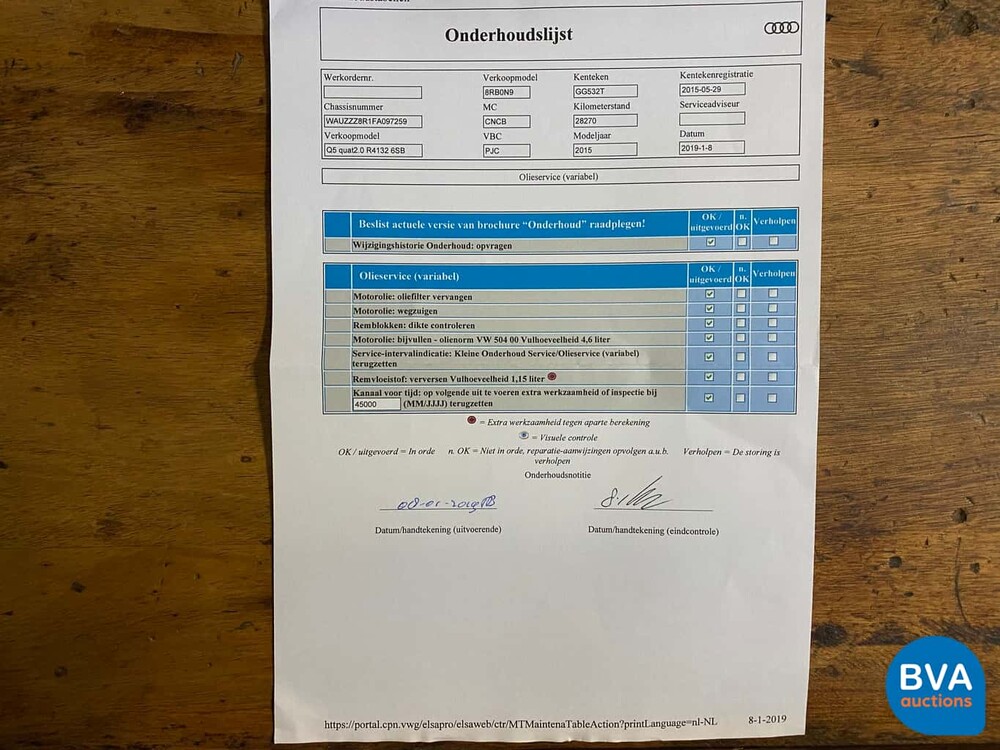 Onderhoudslijst
Werkordernr. Verkoopmodel Kenteken Kentekenregistratie
8RB0N9 GG532T 2015-05-29
Chassisnummer MC Kilometerstand Serviceadviseur
WAUZZZ8R1FA097259 CNCB 28270
Verkoopmodel VBC Modeljaar Datum
Q5 quat2.0 R4132 6SB PJC 2015 2019-1-8
Olieservice (variabel)
Beslist actuele versie van brochure “Onderhoud” raadplegen! OK / uitgevoerd n. OK Verholpen
Wijzigingshistorie Onderhoud: opvragen
Olieservice (variabel) OK / uitgevoerd n. OK Verholpen
Motorolie: oliefilter vervangen
Motorolie: wegzuigen
Remblokken: dikte controleren
Motorolie: bijvullen - olienorm VW 504 00 Vulhoeveelheid 4,6 liter
Service-intervalindicatie: Kleine Onderhoud Service/Olieservice (variabel)
terugzetten
Remvloeistof: verversen Vulhoeveelheid 1,15 liter
Kanaal voor tijd: op volgende uit te voeren extra werkzaamheid of inspectie bij
45000 (MM/JJJJ) terugzetten
= Extra werkzaamheid tegen aparte berekening
= Visuele controle
OK / uitgevoerd = In orde n. OK = Niet in orde, reparatie-aanwijzingen opvolgen a.u.b. Verholpen = De storing is
verholpen
Onderhoudsnotitie
08-01-2019
Datum/handtekening (uitvoerende) Datum/handtekening (eindcontrole)
https://portal.cpn.vwg/elsapro/elsaweb/ctr/MTMaintenaTableAction?printLanguage=nl-NL 8-1-2019
BVA
auctions